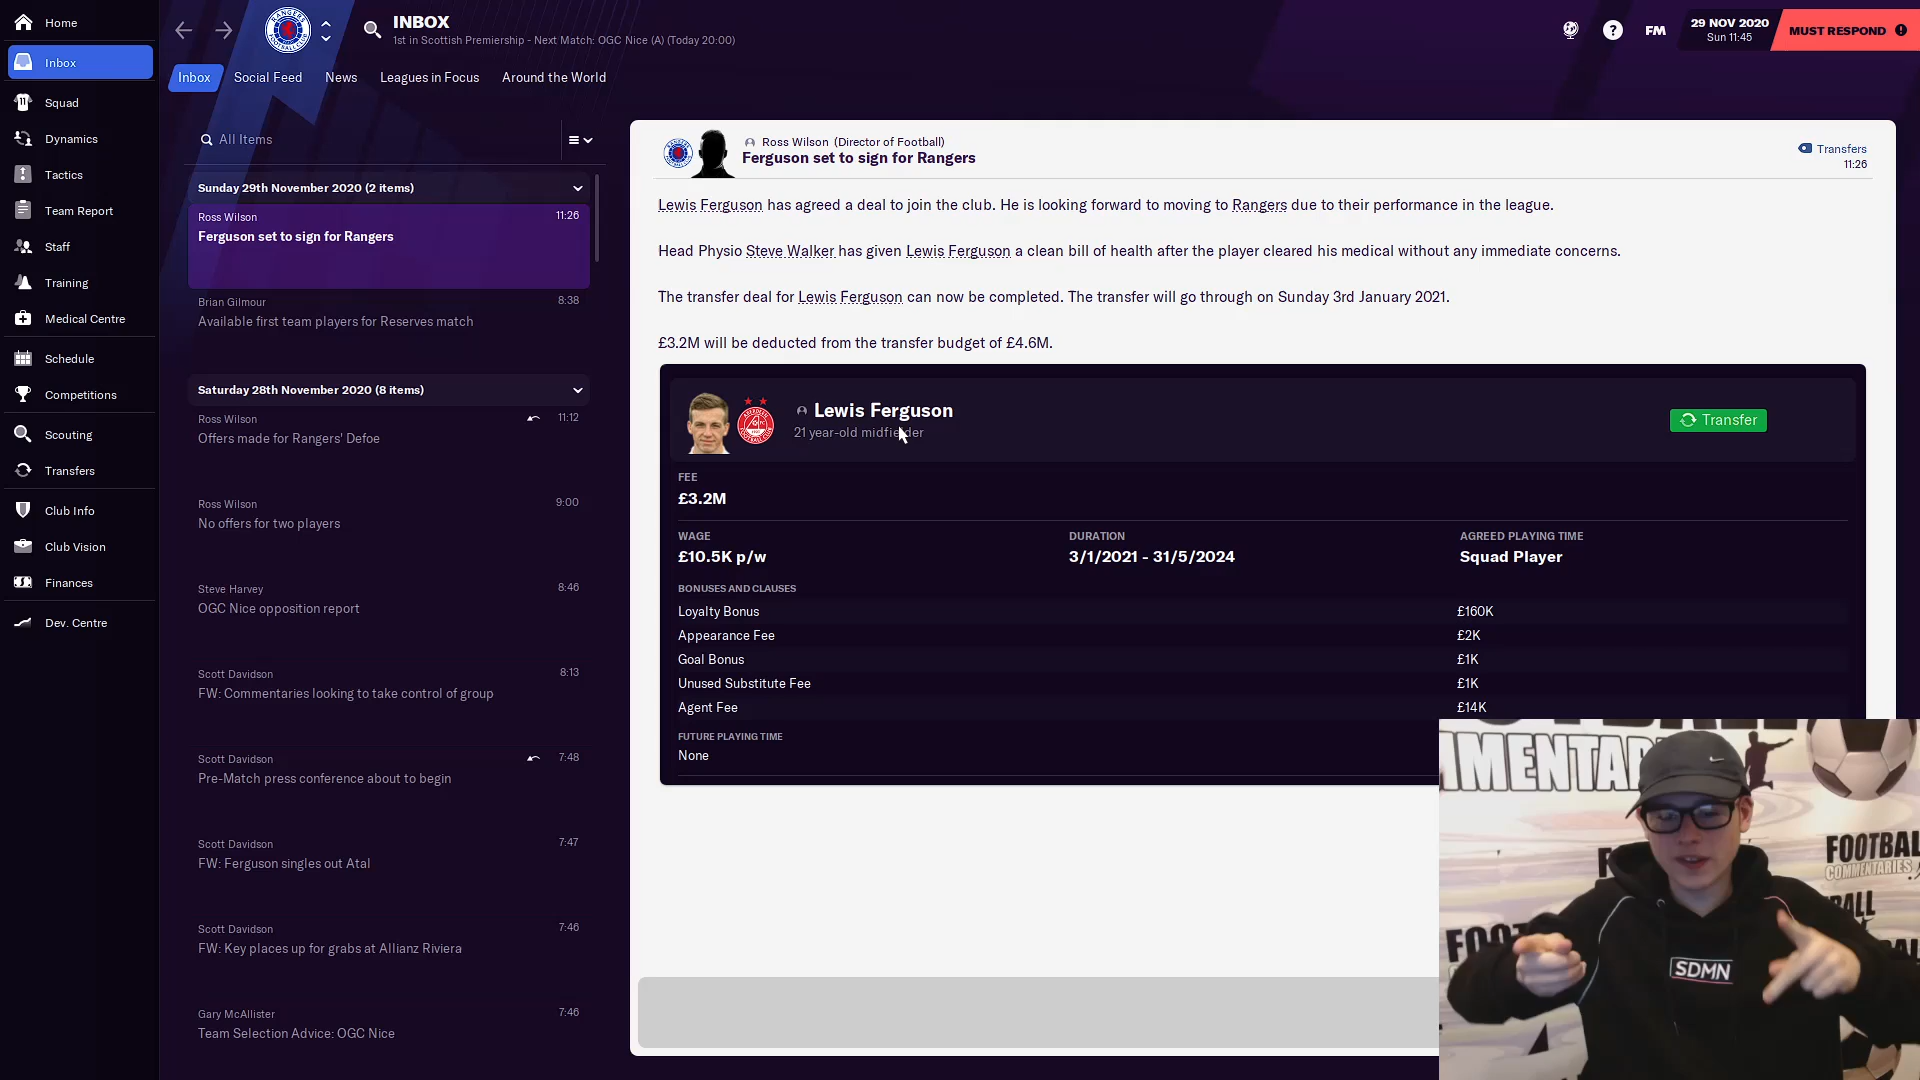 Home
Inbox
Squad
Dynamics
Tactics
Team Report
Staff
Training
Medical Centre
Schedule
Competitions
Scouting
Transfers
Club Info
Club Vision
Finances
Dev. Centre
INBOX
1st in Scottish Premiership - Next Match: OGC Nice (A) (Today 20:00)
FM
29 NOV 2020
Sun 11:45
MUST RESPOND
Inbox
Social Feed
News
Leagues in Focus
Around the World
All Items
Sunday 29th November 2020 (2 items)
Ross Wilson 11:26
Ferguson set to sign for Rangers
Brian Gilmour 8:38
Available first team players for Reserves match
Saturday 28th November 2020 (8 items)
Ross Wilson 11:12
Offers made for Rangers' Defoe
Ross Wilson 9:00
No offers for two players
Steve Harvey 8:46
OGC Nice opposition report
Scott Davidson 8:13
FW: Commentaries looking to take control of group
Scott Davidson 7:48
Pre-Match press conference about to begin
Scott Davidson 7:47
FW: Ferguson singles out Atal
Scott Davidson 7:46
FW: Key places up for grabs at Allianz Riviera
Gary McAllister 7:46
Team Selection Advice: OGC Nice
Ross Wilson (Director of Football)
Ferguson set to sign for Rangers
Transfers
11:26
Lewis Ferguson has agreed a deal to join the club. He is looking forward to moving to Rangers due to their performance in the league.
Head Physio Steve Walker has given Lewis Ferguson a clean bill of health after the player cleared his medical without any immediate concerns.
The transfer deal for Lewis Ferguson can now be completed. The transfer will go through on Sunday 3rd January 2021.
£3.2M will be deducted from the transfer budget of £4.6M.
Lewis Ferguson
21 year-old midfielder
Transfer
FEE
£3.2M
WAGE DURATION AGREED PLAYING TIME
£10.5K p/w 3/1/2021 - 31/5/2024 Squad Player
BONUSES AND CLAUSES
Loyalty Bonus £160K
Appearance Fee £2K
Goal Bonus £1K
Unused Substitute Fee £1K
Agent Fee £14K
FUTURE PLAYING TIME
None
MMENTAR
FOOTBAL
COMMENTARIES
SDMN